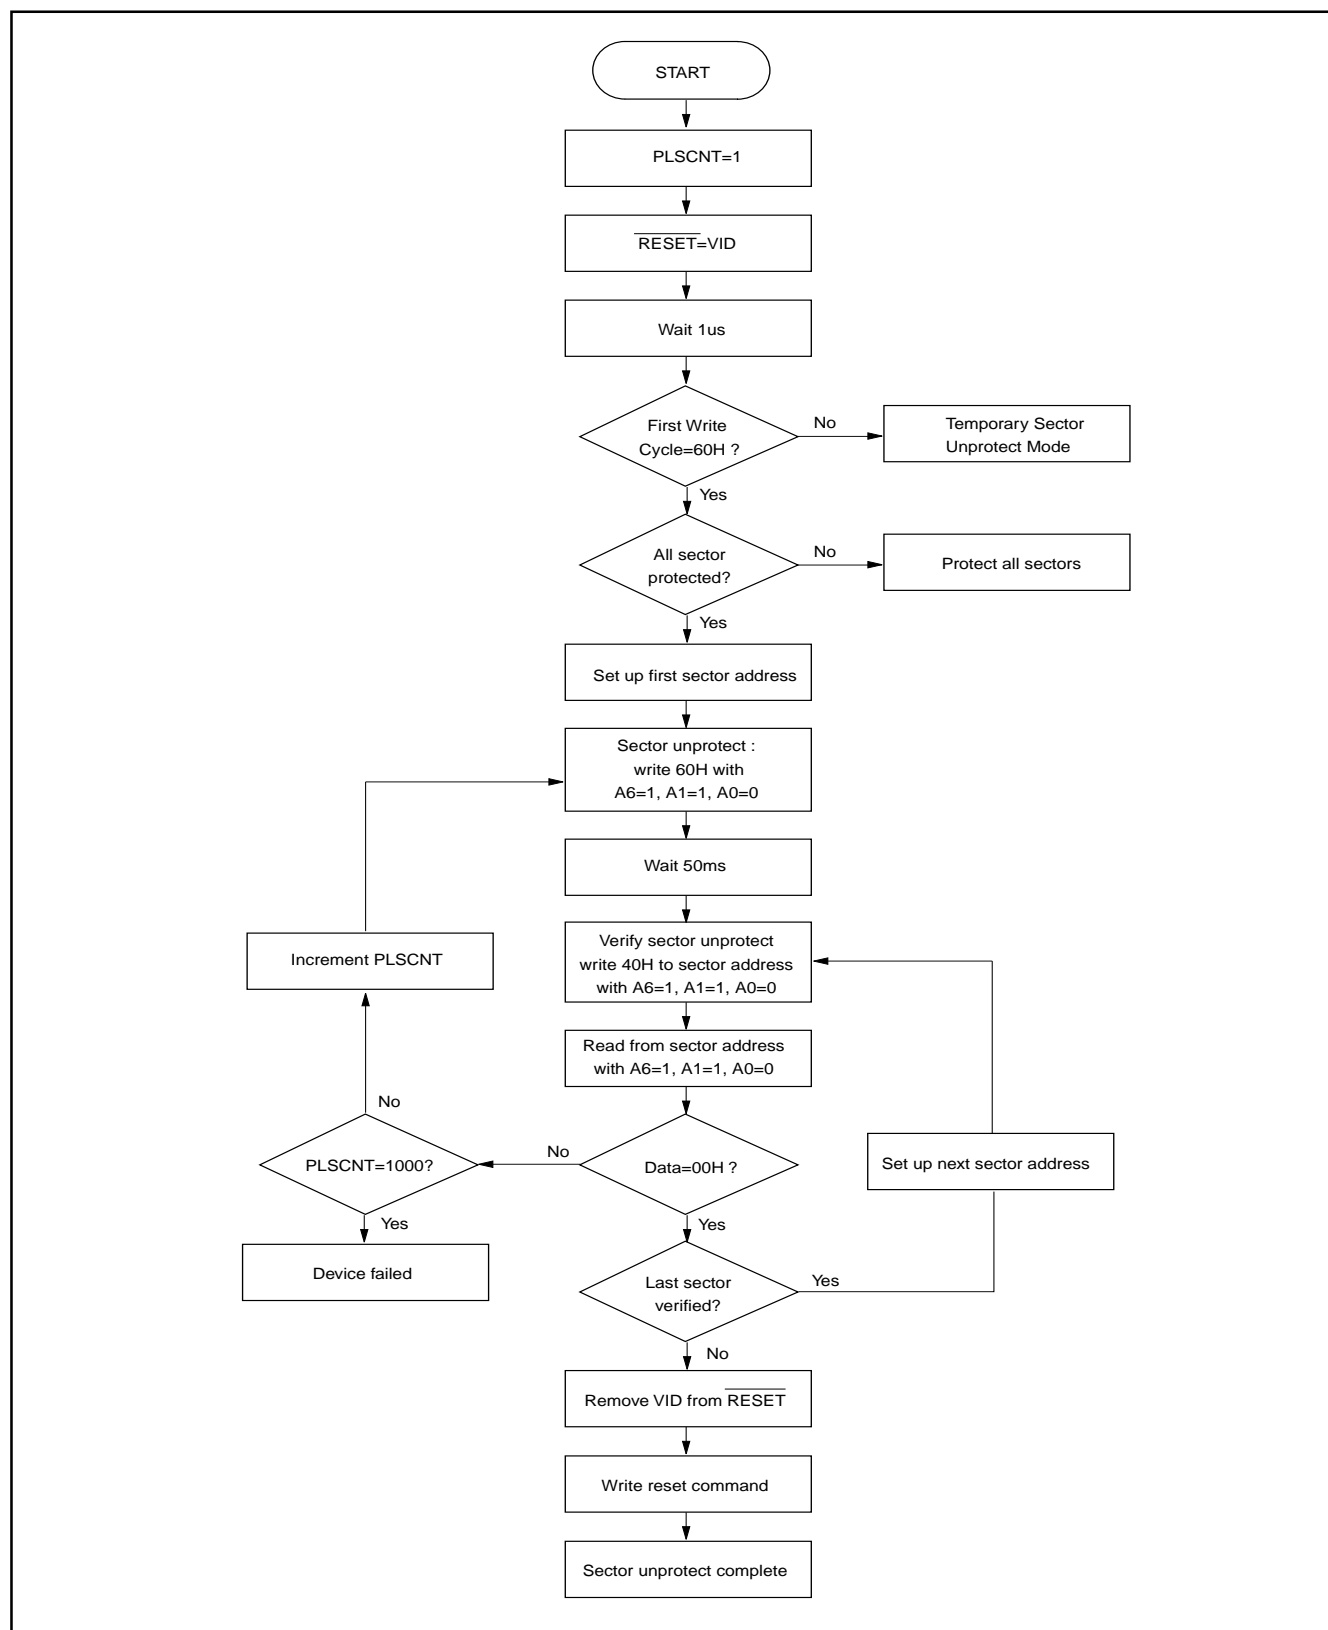 START
PLSCNT=1
RESET=VID
Wait 1us
First Write
Cycle=60H ?
No
Temporary Sector
Unprotect Mode
Yes
All sector
protected?
No
Protect all sectors
Yes
Set up first sector address
Sector unprotect :
write 60H with
A6=1, A1=1, A0=0
Wait 50ms
Increment PLSCNT
Verify sector unprotect
write 40H to sector address
with A6=1, A1=1, A0=0
Read from sector address
with A6=1, A1=1, A0=0
No
PLSCNT=1000?
No
Data=00H ?
Set up next sector address
Yes
Yes
Device failed
Last sector
verified?
Yes
No
Remove VID from RESET
Write reset command
Sector unprotect complete